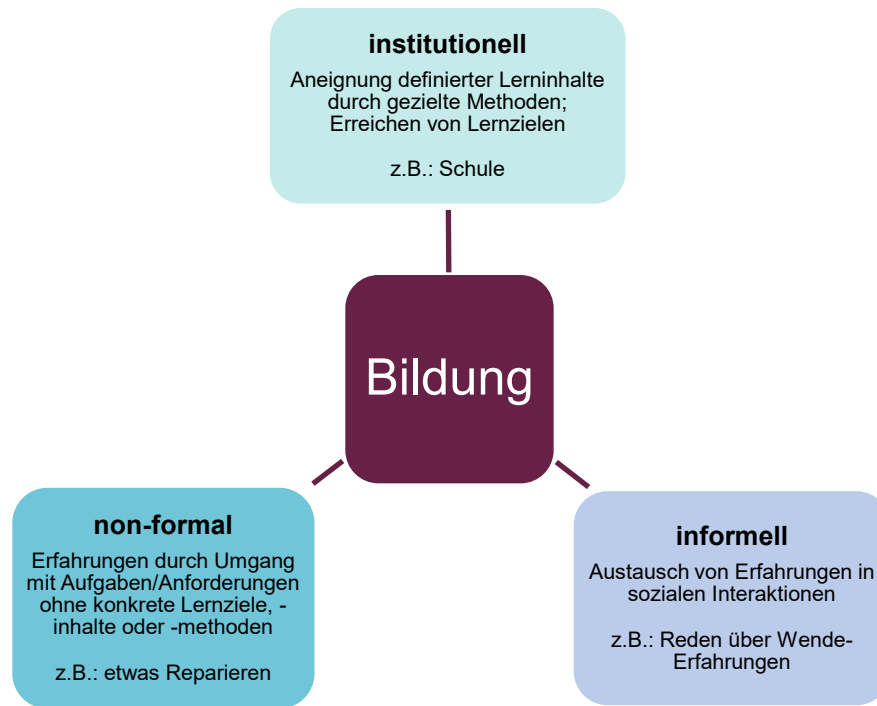 institutionell
Aneignung definierter Lerninhalte
durch gezielte Methoden;
Erreichen von Lernzielen
z.B.: Schule
Bildung
non-formal
Erfahrungen durch Umgang
mit Aufgaben/Anforderungen
ohne konkrete Lernziele, -
inhalte oder -methoden
z.B.: etwas Reparieren
informell
Austausch von Erfahrungen in
sozialen Interaktionen
z.B.: Reden über Wende-
Erfahrungen